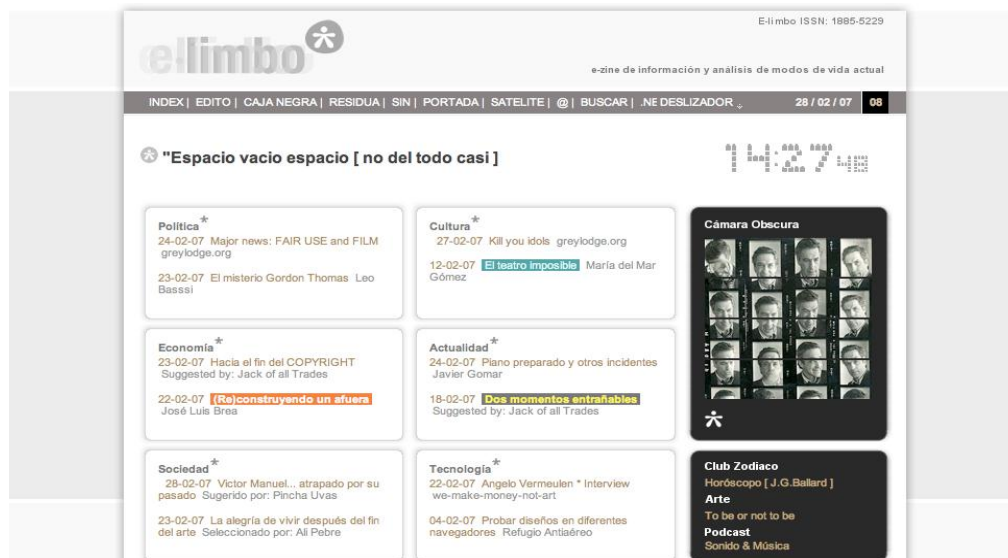 E-limbo ISSN: 1885-5229
e·limbo
e-zine de información y análisis de modos de vida actual
INDEX | EDITO | CAJA NEGRA | RESIDUA | SIN | PORTADA | SATELITE | @ | BUSCAR | .NE DESLIZADOR 28 / 02 / 07 08
"Espacio vacio espacio [ no del todo casi ]
14:27 48
Política*
24-02-07 Major news: FAIR USE and FILM
greylodge.org
23-02-07 El misterio Gordon Thomas Leo
Basssi
Cultura*
27-02-07 Kill you idols greylodge.org
12-02-07 El teatro Imposible María del Mar
Gómez
Cámara Obscura
Economía*
23-02-07 Hacia el fin del COPYRIGHT
Suggested by: Jack of all Trades
22-02-07 (Re)construyendo un afuera
José Luis Brea
Actualidad*
24-02-07 Piano preparado y otros incidentes
Javier Gomar
18-02-07 Dos momentos entrañables
Suggested by: Jack of all Trades
Sociedad*
28-02-07 Victor Manuel... atrapado por su
pasado Sugerido por: Pincha Uvas
23-02-07 La alegría de vivir después del fin
del arte Seleccionado por: Ali Pebre
Tecnología*
22-02-07 Angelo Vermeulen * Interview
we-make-money-not-art
04-02-07 Probar diseños en diferentes
navegadores Refugio Antiaéreo
Club Zodiaco
Horóscopo [ J.G.Ballard ]
Arte
To be or not to be
Podcast
Sonido & Música